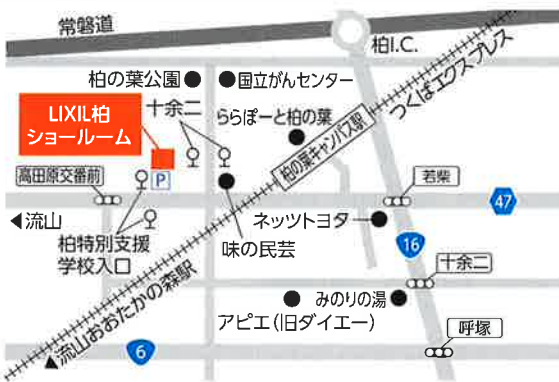 常磐道
柏I.C.
つくばエクスプレス
柏の葉公園
国立がんセンター
LIXIL柏
ショールーム
十余二
ららぽーと柏の葉
柏の葉キャンパス駅
高田原交番前
P
若柴
47
◀流山
ネッツトヨタ
柏特別支援
学校入口
味の民芸
16
十余二
みのりの湯
アピエ(旧ダイエー)
呼塚
▲流山おおたかの森駅
6